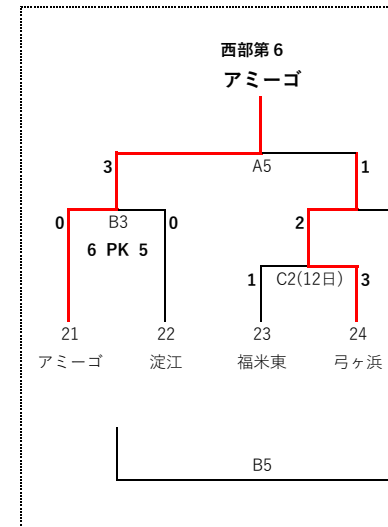 西部第6
アミーゴ
3 A5 1
0 B3 0 2
6 PK 5
1 C2(12日) 3
21 22 23 24
アミーゴ 淀江 福米東 弓ヶ浜
B5